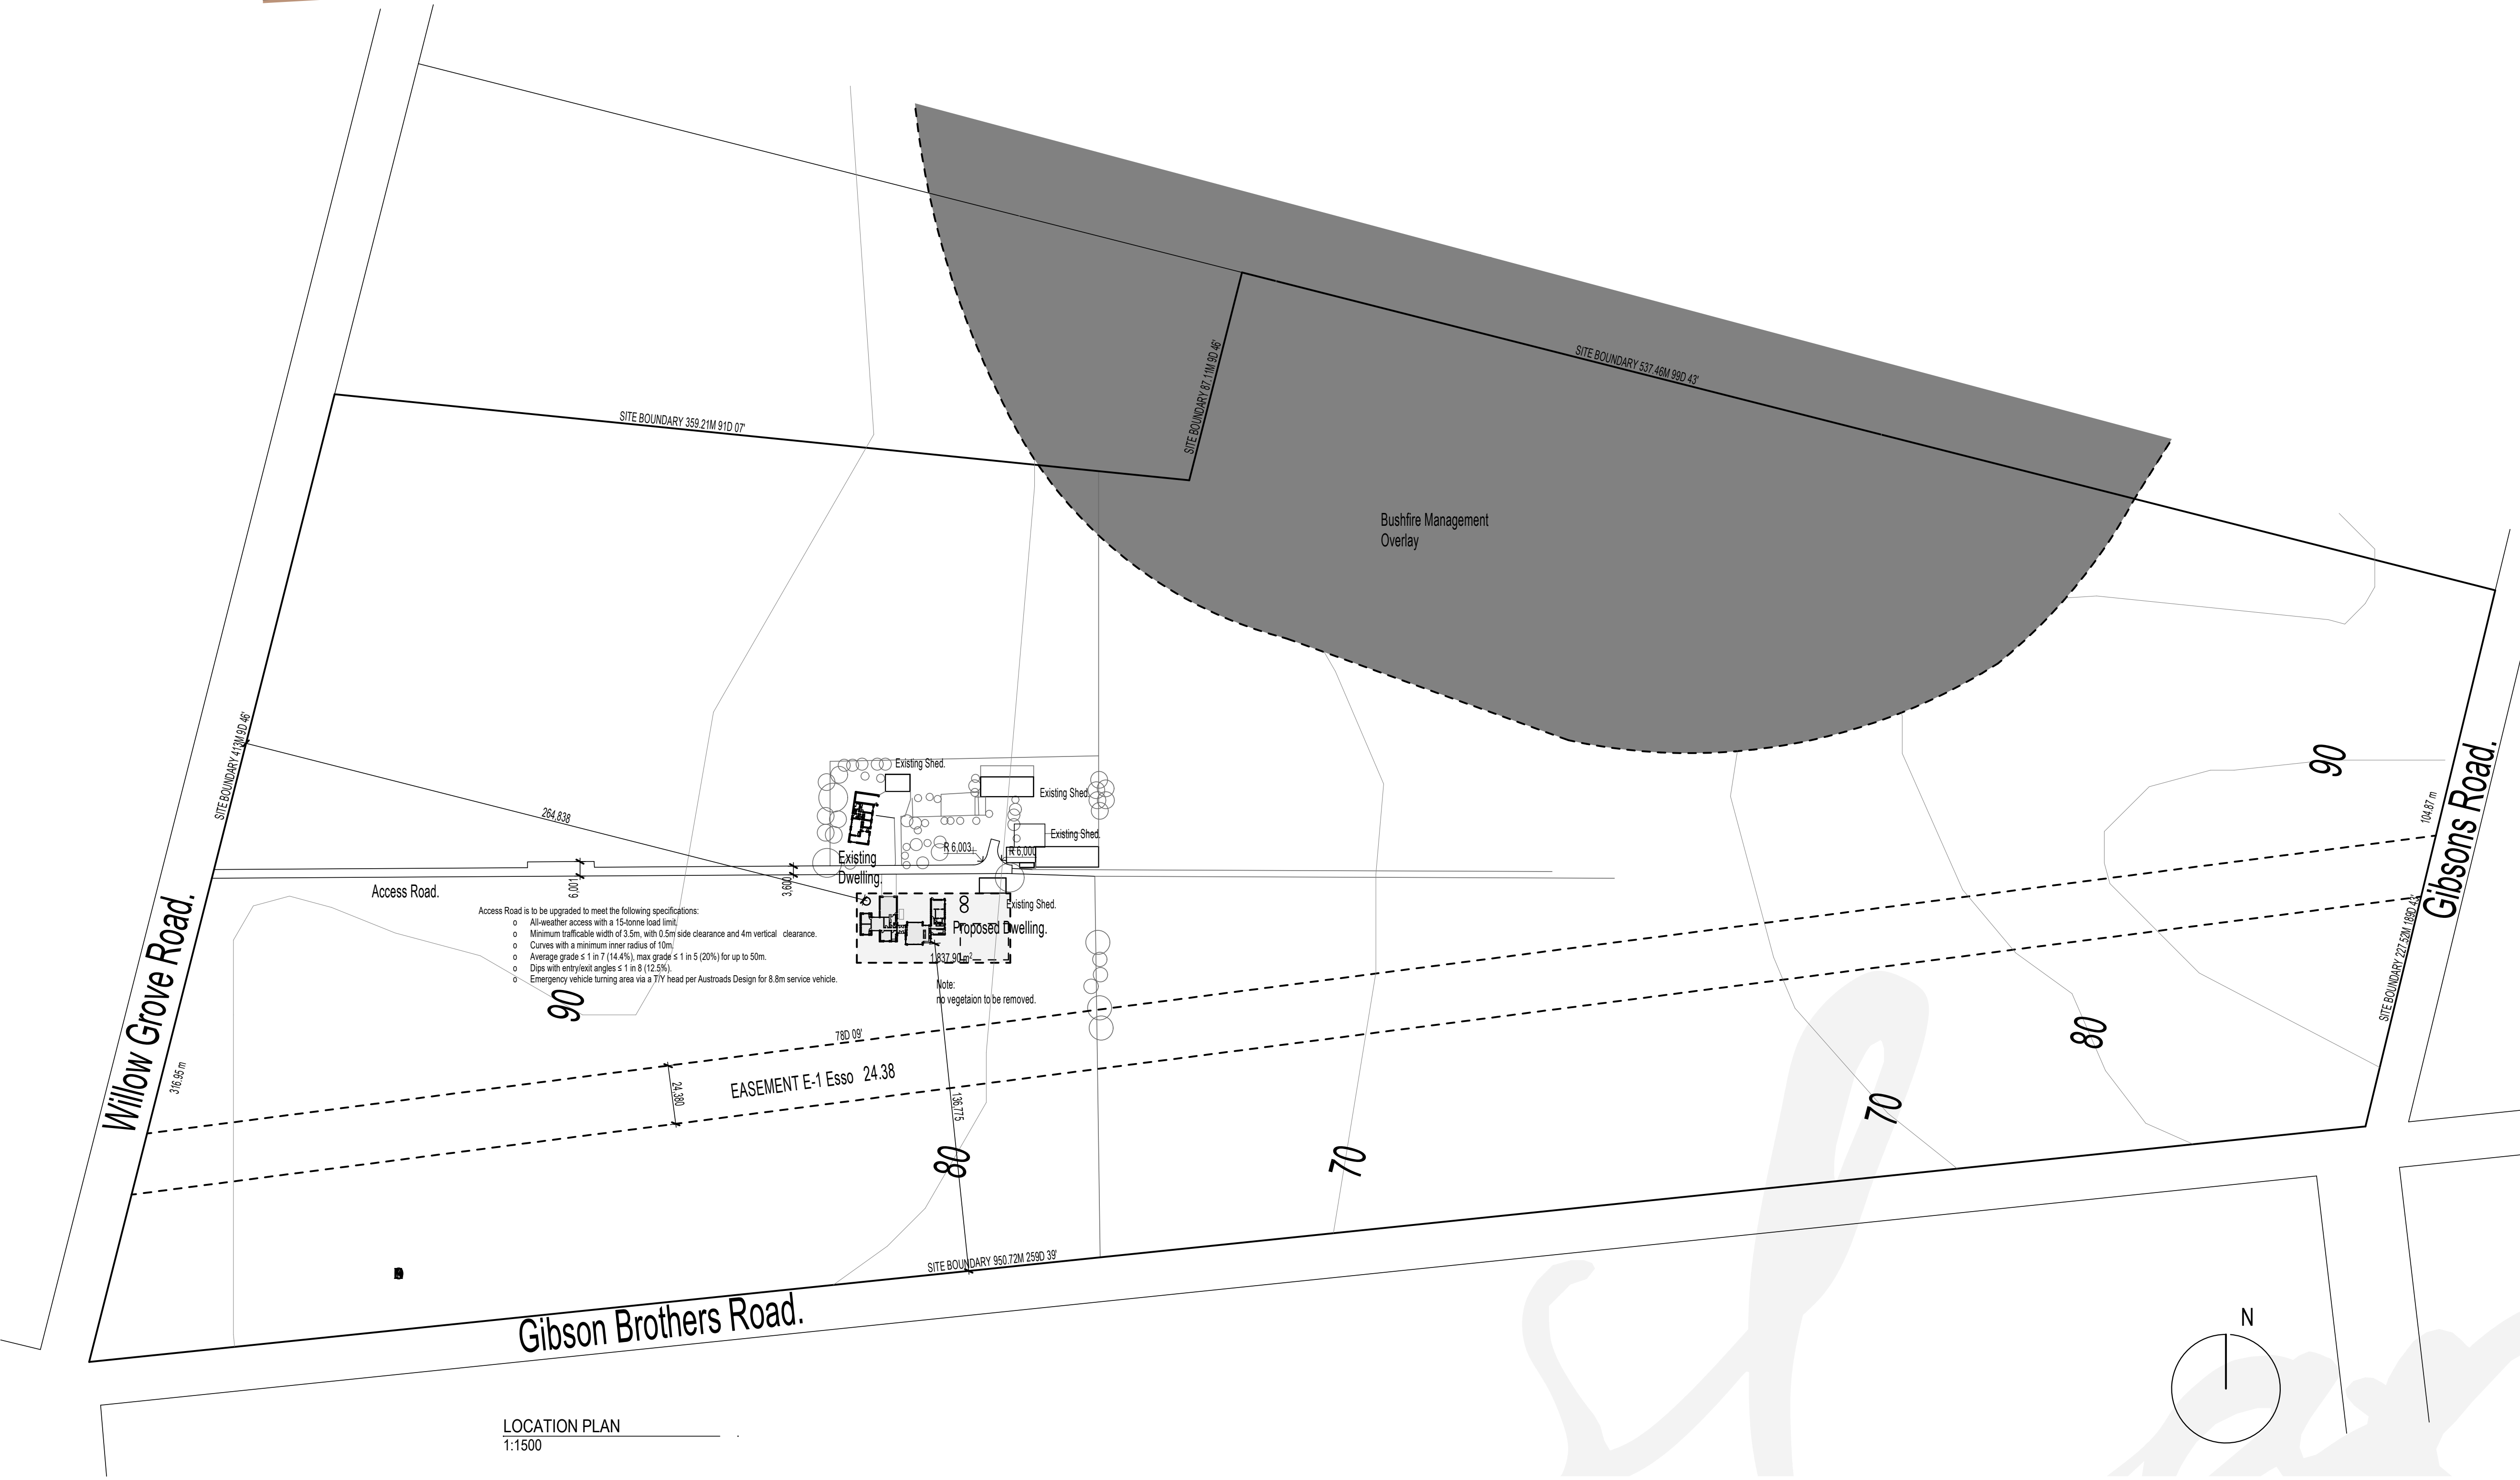 SITE BOUNDARY 537.46M 99D 43'
SITE BOUNDARY 87.11M 9D 46'
SITE BOUNDARY 359.21M 91D 07'
Bushfire Management
Overlay
SITE BOUNDARY 413M 9D 46'
264,838
Existing Shed.
Existing Shed.
Existing Shed.
R 6,003
R 6,000
Existing
Dwelling.
90
Gibsons Road.
104.87 m
Access Road.
6,001
3,600
Access Road is to be upgraded to meet the following specifications:
o All-weather access with a 15-tonne load limit.
o Minimum trafficable width of 3.5m, with 0.5m side clearance and 4m vertical clearance.
o Curves with a minimum inner radius of 10m.
o Average grade ≤ 1 in 7 (14.4%), max grade ≤ 1 in 5 (20%) for up to 50m.
o Dips with entry/exit angles ≤ 1 in 8 (12.5%).
o Emergency vehicle turning area via a T/Y head per Austroads Design for 8.8m service vehicle.
Existing Shed.
Proposed Dwelling.
1,837.90 m²
Note:
no vegetaion to be removed.
SITE BOUNDARY 227.52M 189D 43'
Willow Grove Road.
316.95 m
90
78D 09'
EASEMENT E-1 Esso 24.38
24,380
136,775
80
70
70
80
SITE BOUNDARY 950.72M 259D 39'
Gibson Brothers Road.
N
LOCATION PLAN
1:1500